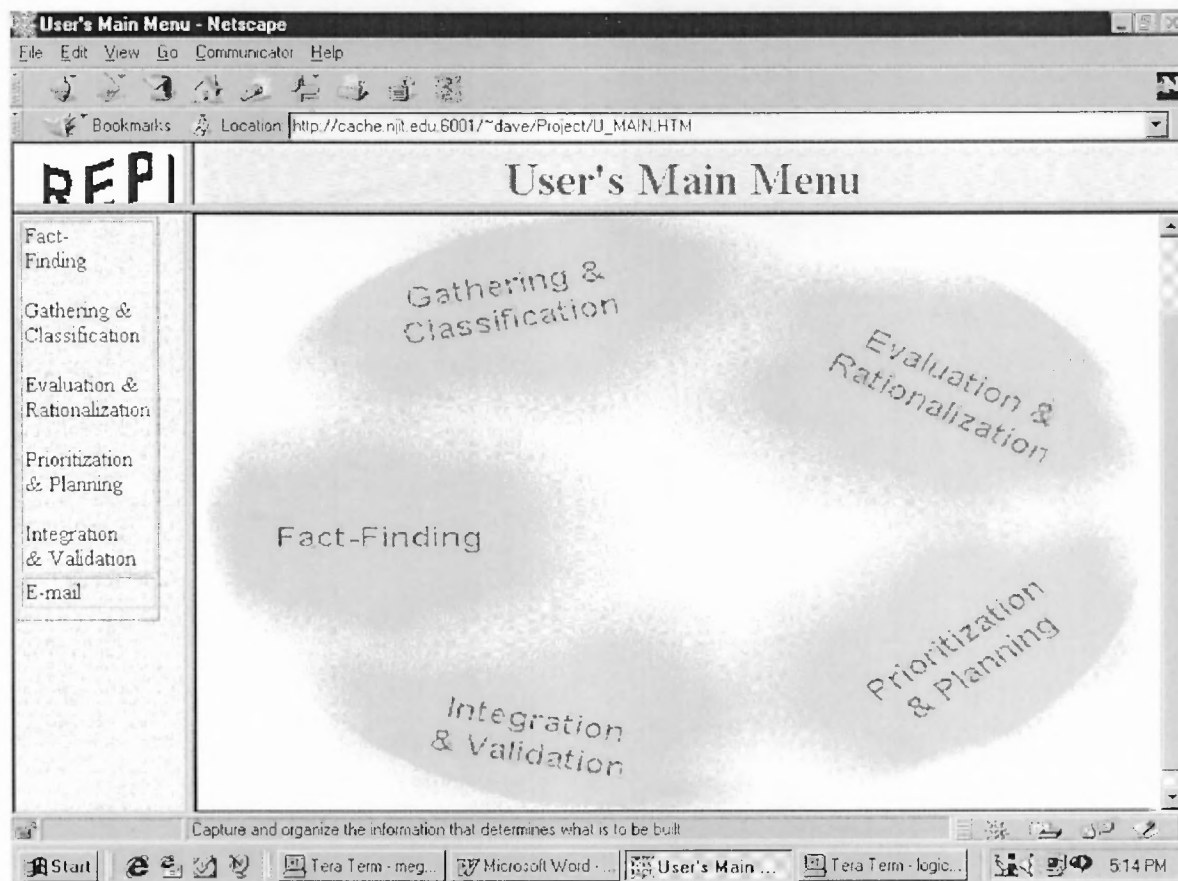 User's Main Menu - Netscape
File Edit View Go Communicator Help
Bookmarks Location: http://cache.njit.edu:6001/~dave/Project/U_MAIN.HTM
REPI
User's Main Menu
Fact-
Finding
Gathering &
Classification
Evaluation &
Rationalization
Prioritization
& Planning
Integration
& Validation
E-mail
Gathering &
Classification
Evaluation &
Rationalization
Fact-Finding
Prioritization
& Planning
Integration
& Validation
Capture and organize the information that determines what is to be built
Start Tera Term - meg... Microsoft Word - ... User's Main ... Tera Term - logic... 5:14 PM